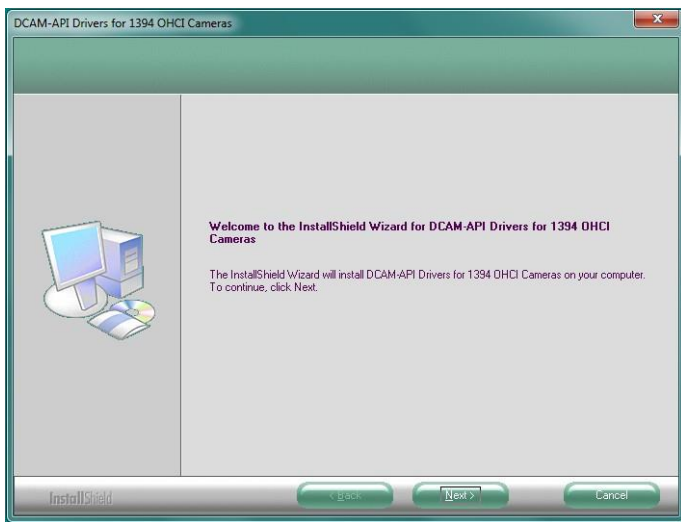 DCAM-API Drivers for 1394 OHCI Cameras
Welcome to the InstallShield Wizard for DCAM-API Drivers for 1394 OHCI
Cameras
The InstallShield Wizard will install DCAM-API Drivers for 1394 OHCI Cameras on your computer.
To continue, click Next.
InstallShield
< Back
Next >
Cancel